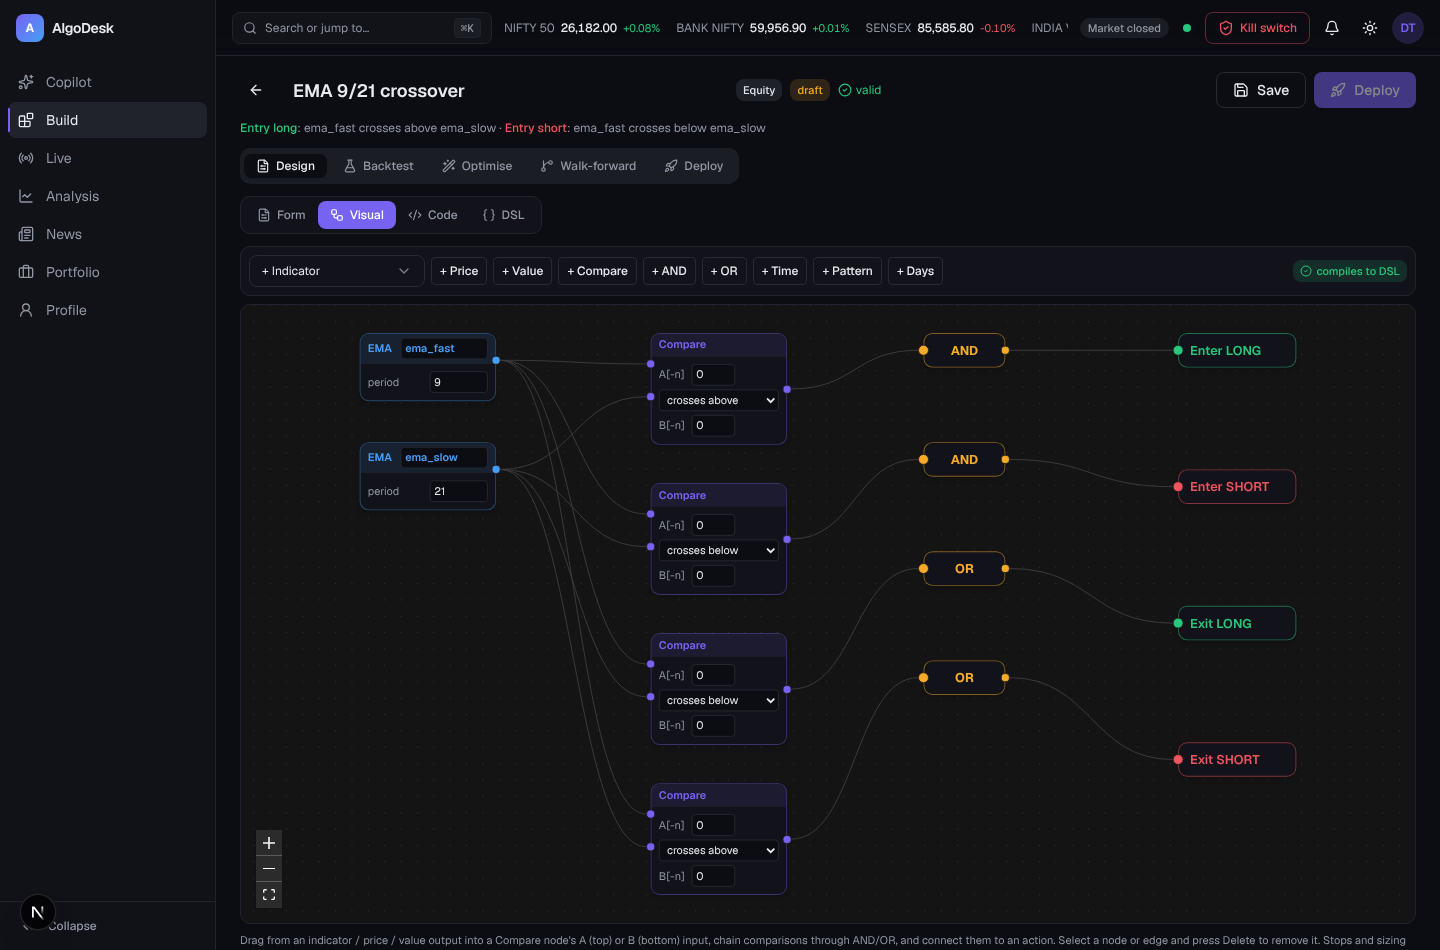 A AlgoDesk
Search or jump to... ⌘K NIFTY 50 26,182.00 +0.08% BANK NIFTY 59,956.90 +0.01% SENSEX 85,585.80 -0.10% INDIA Market closed Kill switch DT
Copilot
Build
Live
Analysis
News
Portfolio
Profile
N Collapse
EMA 9/21 crossover Equity draft valid Save Deploy
Entry long: ema_fast crosses above ema_slow · Entry short: ema_fast crosses below ema_slow
Design Backtest Optimise Walk-forward Deploy
Form Visual Code { } DSL
+ Indicator + Price + Value + Compare + AND + OR + Time + Pattern + Days compiles to DSL
EMA ema_fast
period 9
EMA ema_slow
period 21
Compare
A[-n] 0
crosses above
B[-n] 0
Compare
A[-n] 0
crosses below
B[-n] 0
Compare
A[-n] 0
crosses below
B[-n] 0
Compare
A[-n] 0
crosses above
B[-n] 0
AND
AND
OR
OR
Enter LONG
Enter SHORT
Exit LONG
Exit SHORT
Drag from an indicator / price / value output into a Compare node's A (top) or B (bottom) input, chain comparisons through AND/OR, and connect them to an action. Select a node or edge and press Delete to remove it. Stops and sizing